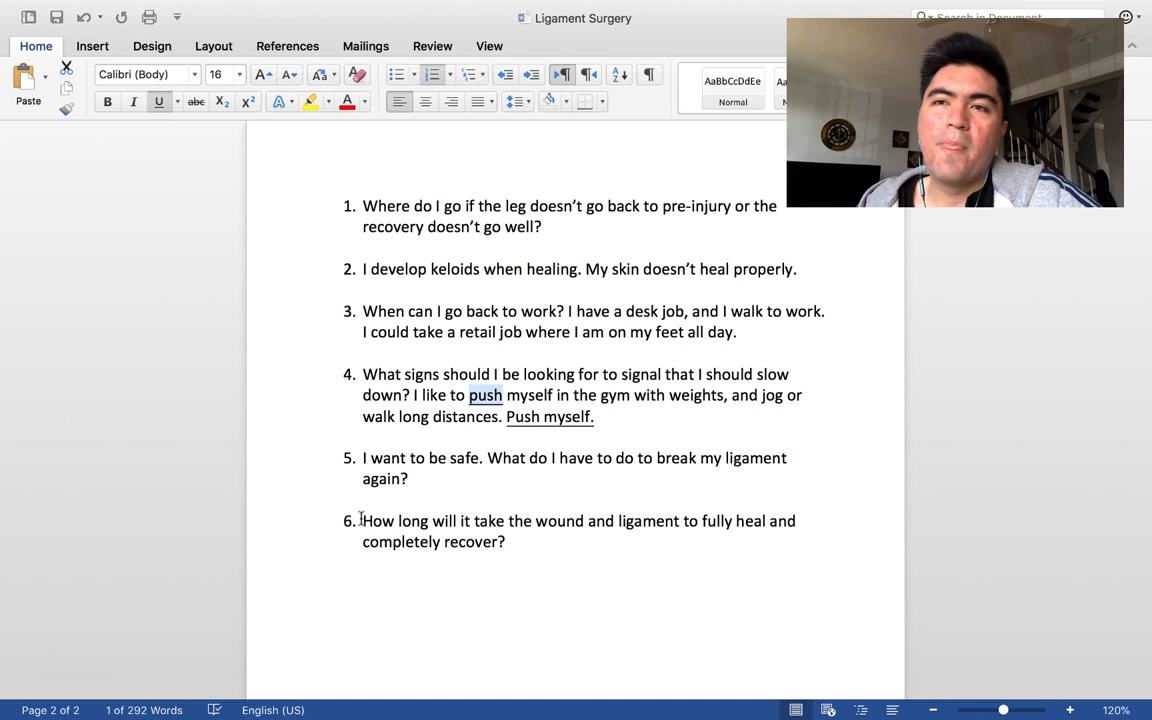 Ligament Surgery
Search in Document
Home Insert Design Layout References Mailings Review View
Paste
Calibri (Body) 16
AaBbCcDdEe
Normal
1. Where do I go if the leg doesn’t go back to pre-injury or the
recovery doesn’t go well?
2. I develop keloids when healing. My skin doesn’t heal properly.
3. When can I go back to work? I have a desk job, and I walk to work.
I could take a retail job where I am on my feet all day.
4. What signs should I be looking for to signal that I should slow
down? I like to push myself in the gym with weights, and jog or
walk long distances. Push myself.
5. I want to be safe. What do I have to do to break my ligament
again?
6. How long will it take the wound and ligament to fully heal and
completely recover?
Page 2 of 2 1 of 292 Words English (US) 120%